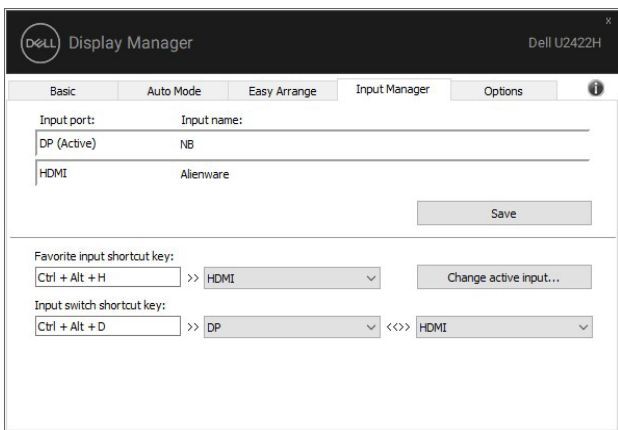 x
DELL Display Manager Dell U2422H
Basic Auto Mode Easy Arrange Input Manager Options i
Input port: Input name:
DP (Active) NB
HDMI Alienware
Save
Favorite input shortcut key:
Ctrl + Alt + H >> HDMI Change active input...
Input switch shortcut key:
Ctrl + Alt + D >> DP <<>> HDMI